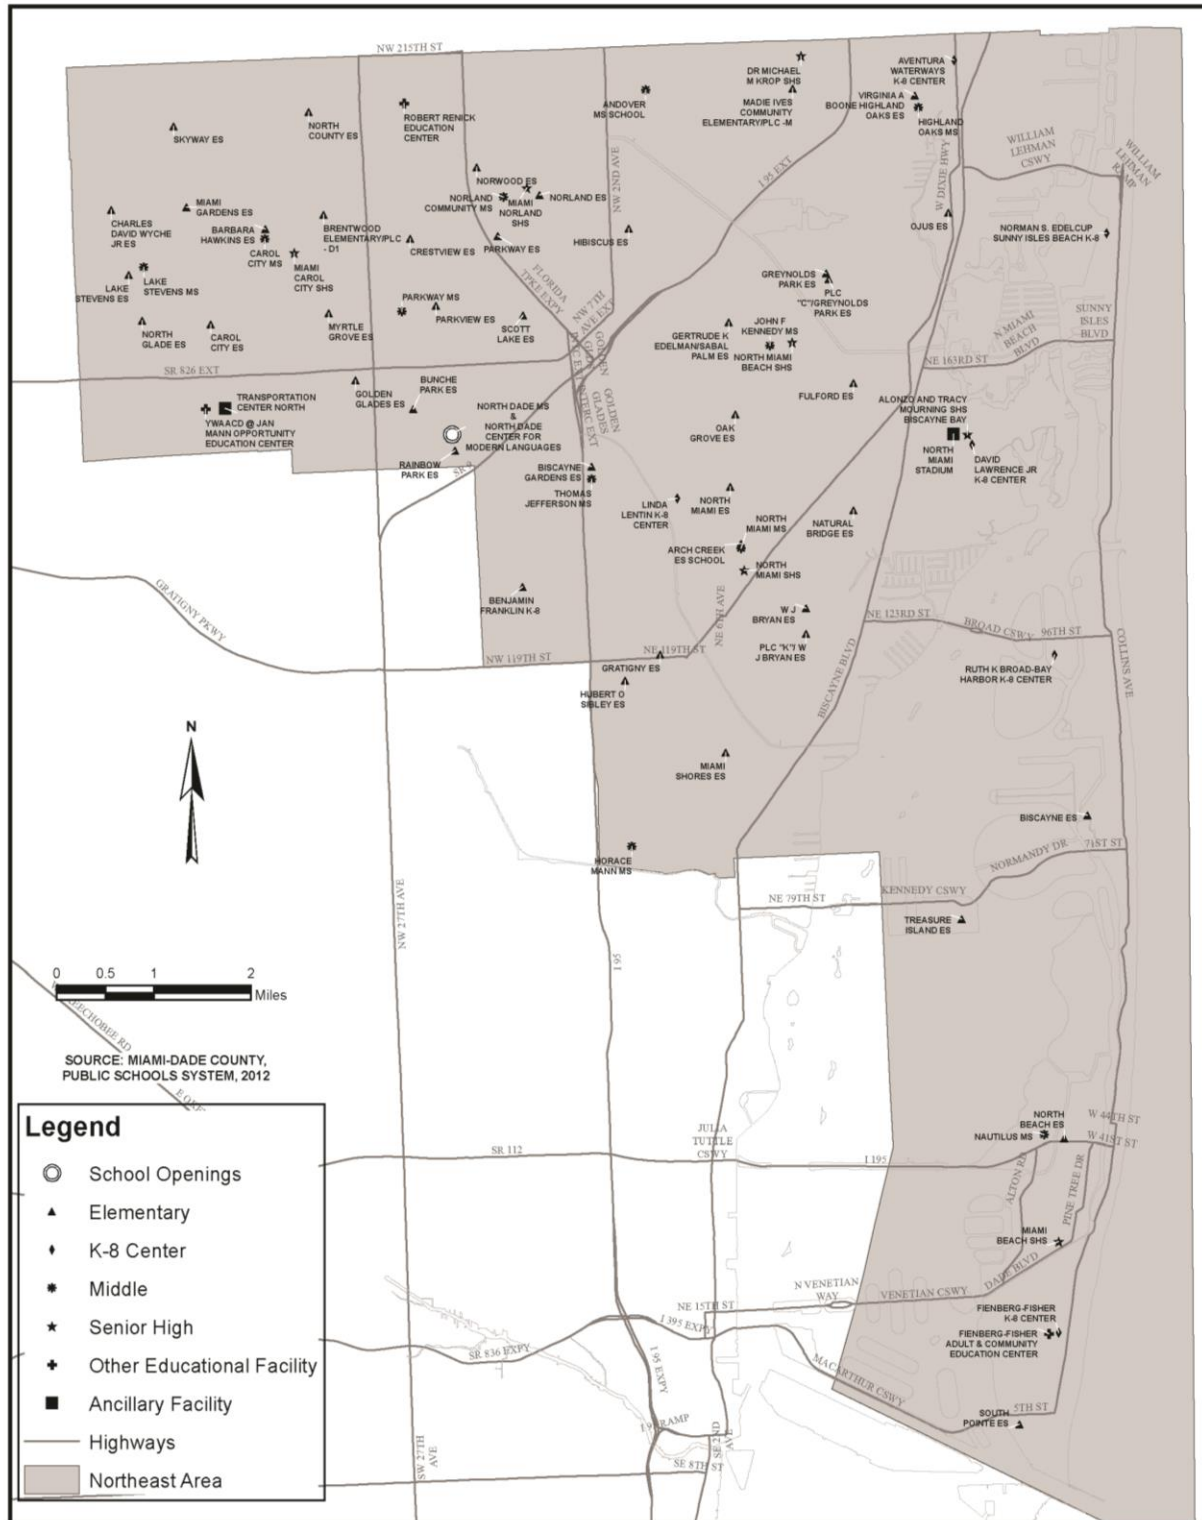 NW 215TH ST
DR MICHAEL
M KROP SHS
AVENTURA
WATERWAYS
K-8 CENTER
ANDOVER
MS SCHOOL
MADIE IVES
COMMUNITY
ELEMENTARY/PLC -M
VIRGINIA A
BOONE HIGHLAND
OAKS ES
HIGHLAND
OAKS MS
ROBERT RENICK
EDUCATION
CENTER
NORTH
COUNTY ES
SKYWAY ES
WILLIAM
LEHMAN
CSWY
WILLIAM
LEHMAN
RAMP
W DIXIE HWY
I 95 EXT
NW 2ND AVE
NORWOOD ES
NORLAND
COMMUNITY MS
MIAMI
NORLAND
SHS
NORLAND ES
MIAMI
GARDENS ES
CHARLES
DAVID WYCHE
JR ES
BARBARA
HAWKINS ES
CAROL
CITY MS
MIAMI
CAROL
CITY SHS
BRENTWOOD
ELEMENTARY/PLC
- D1
CRESTVIEW ES
PARKWAY ES
HIBISCUS ES
OJUS ES
NORMAN S. EDELCUP
SUNNY ISLES BEACH K-8
LAKE
STEVENS ES
LAKE
STEVENS MS
FLORIDA
TPKE EXPY
GREYNOLDS
PARK ES
PLC
"C"/GREYNOLDS
PARK ES
PARKWAY MS
PARKVIEW ES
SCOTT
LAKE ES
NW 7TH
AVE EXT
NORTH
GLADE ES
CAROL
CITY ES
MYRTLE
GROVE ES
GERTRUDE K
EDELMAN/SABAL
PALM ES
JOHN F
KENNEDY MS
NORTH MIAMI
BEACH SHS
N MIAMI
BEACH
BLVD
SUNNY
ISLES
BLVD
NE 163RD ST
SR 826 EXT
GOLDEN
GLADES
INTERC EXT
GOLDEN
GLADES
GOLDEN
GLADES ES
BUNCHE
PARK ES
TRANSPORTATION
CENTER NORTH
YWAACD @ JAN
MANN OPPORTUNITY
EDUCATION CENTER
NORTH DADE MS
&
NORTH DADE
CENTER FOR
MODERN LANGUAGES
RAINBOW
PARK ES
SR 9
FULFORD ES
OAK
GROVE ES
ALONZO AND TRACY
MOURNING SHS
BISCAYNE BAY
NORTH
MIAMI
STADIUM
DAVID
LAWRENCE JR
K-8 CENTER
BISCAYNE
GARDENS ES
THOMAS
JEFFERSON MS
LINDA
LENTIN K-8
CENTER
NORTH
MIAMI ES
NORTH
MIAMI MS
ARCH CREEK
ES SCHOOL
NORTH
MIAMI SHS
NATURAL
BRIDGE ES
BENJAMIN
FRANKLIN K-8
GRATIGNY PKWY
NE 6TH AVE
W J
BRYAN ES
PLC "K"/ W
J BRYAN ES
NE 123RD ST
BROAD CSWY
96TH ST
COLLINS AVE
RUTH K BROAD-BAY
HARBOR K-8 CENTER
NW 119TH ST
NE 119TH ST
GRATIGNY ES
HUBERT O
SIBLEY ES
BISCAYNE BLVD
N
MIAMI
SHORES ES
BISCAYNE ES
HORACE
MANN MS
NORMANDY DR
71ST ST
KENNEDY CSWY
NE 79TH ST
NW 27TH AVE
TREASURE
ISLAND ES
I 95
0 0.5 1 2
Miles
SOURCE: MIAMI-DADE COUNTY,
PUBLIC SCHOOLS SYSTEM, 2012
Legend
School Openings
Elementary
K-8 Center
Middle
Senior High
Other Educational Facility
Ancillary Facility
Highways
Northeast Area
NORTH
BEACH ES
NAUTILUS MS
W 44TH ST
W 41ST ST
JULIA
TUTTLE
CSWY
SR 112
I 195
ALTON RD
PINE TREE DR
MIAMI
BEACH SHS
DADE BLVD
N VENETIAN
WAY
VENETIAN CSWY
NE 15TH ST
I 395 EXPY
FIENBERG-FISHER
K-8 CENTER
FIENBERG-FISHER
ADULT & COMMUNITY
EDUCATION CENTER
SR 836 EXPY
I 95 EXPY
MACARTHUR CSWY
SOUTH
POINTE ES
5TH ST
SW 27TH
AVE
SE 2ND
AVE
SE 8TH ST